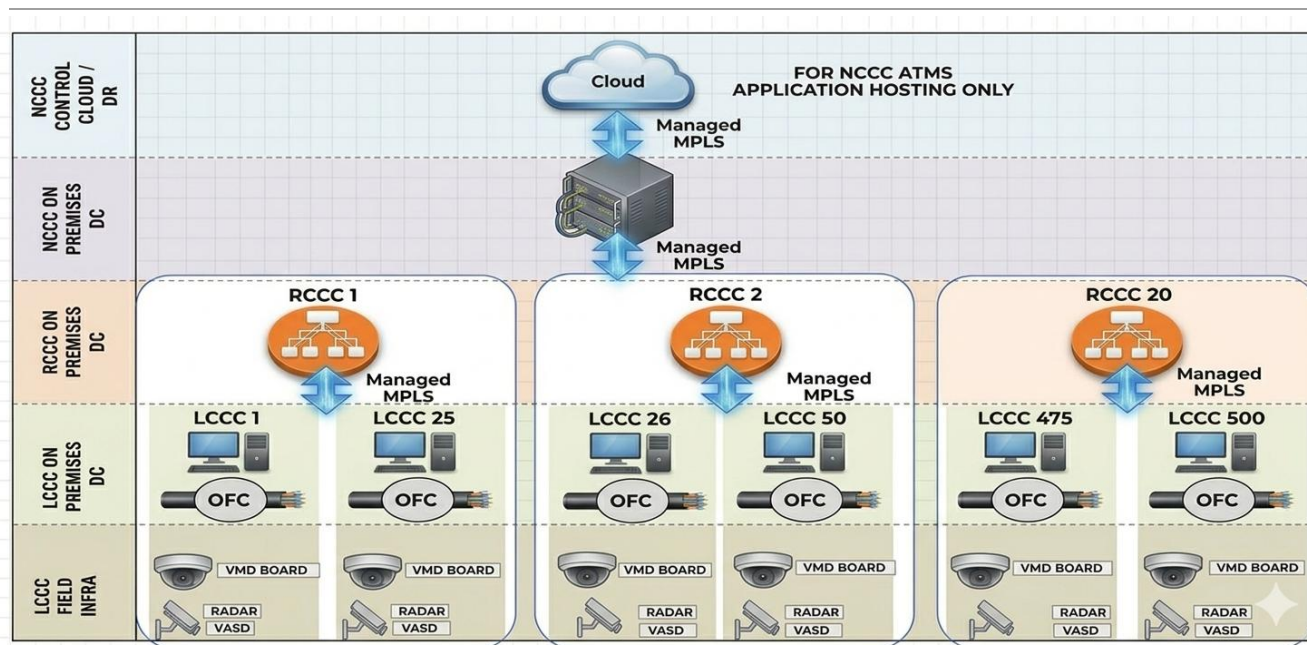 NCCC
CONTROL
CLOUD /
DR
Cloud
FOR NCCC ATMS
APPLICATION HOSTING ONLY
Managed
MPLS
NCCC ON
PREMISES
DC
Managed
MPLS
RCCC ON
PREMISES
DC
RCCC 1
RCCC 2
RCCC 20
Managed
MPLS
Managed
MPLS
Managed
MPLS
LCCC ON
PREMISES
DC
LCCC 1
LCCC 25
LCCC 26
LCCC 50
LCCC 475
LCCC 500
OFC
OFC
OFC
OFC
OFC
OFC
LCCC
FIELD
INFRA
VMD BOARD
VMD BOARD
VMD BOARD
VMD BOARD
VMD BOARD
VMD BOARD
RADAR
RADAR
RADAR
RADAR
RADAR
RADAR
VASD
VASD
VASD
VASD
VASD
VASD